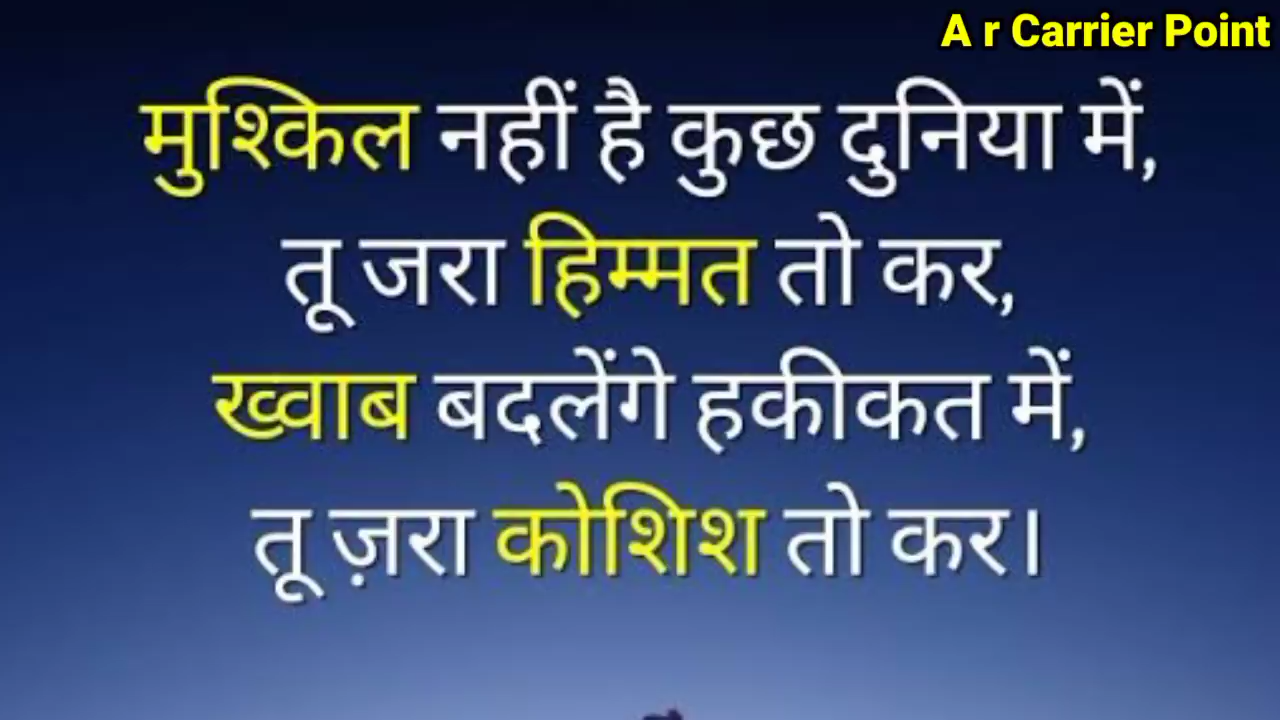 A r Carrier Point
मुश्किल नहीं है कुछ दुनिया में,
तू जरा हिम्मत तो कर,
ख्वाब बदलेंगे हकीकत में,
तू ज़रा कोशिश तो कर।